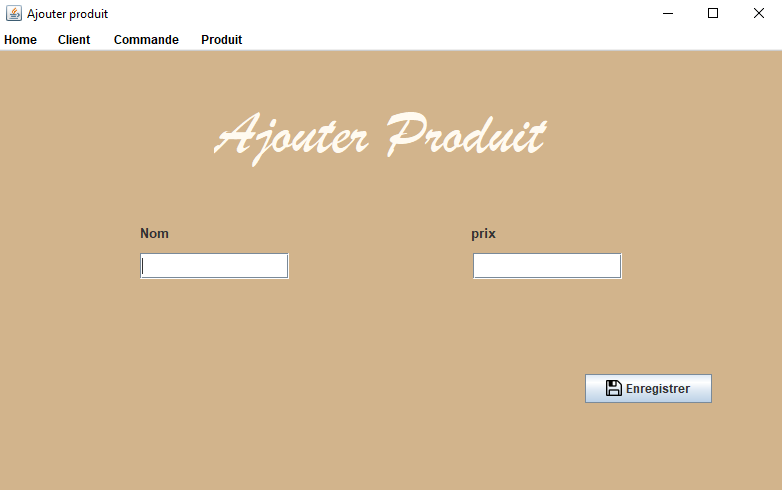 Ajouter produit
Home Client Commande Produit
Ajouter Produit
Nom prix
Enregistrer